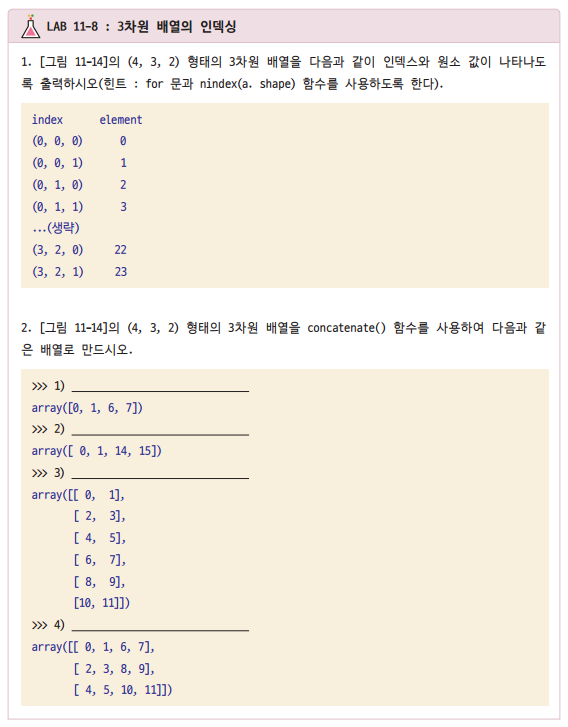 LAB 11-8 : 3차원 배열의 인덱싱
1. [그림 11-14]의 (4, 3, 2) 형태의 3차원 배열을 다음과 같이 인덱스와 원소 값이 나타나도
록 출력하시오(힌트 : for 문과 nindex(a. shape) 함수를 사용하도록 한다).
index element
(0, 0, 0) 0
(0, 0, 1) 1
(0, 1, 0) 2
(0, 1, 1) 3
...(생략)
(3, 2, 0) 22
(3, 2, 1) 23
2. [그림 11-14]의 (4, 3, 2) 형태의 3차원 배열을 concatenate() 함수를 사용하여 다음과 같
은 배열로 만드시오.
>>> 1) ____________________
array([0, 1, 6, 7])
>>> 2) ____________________
array([ 0, 1, 14, 15])
>>> 3) ____________________
array([[ 0, 1],
[ 2, 3],
[ 4, 5],
[ 6, 7],
[ 8, 9],
[10, 11]])
>>> 4) ____________________
array([[ 0, 1, 6, 7],
[ 2, 3, 8, 9],
[ 4, 5, 10, 11]])